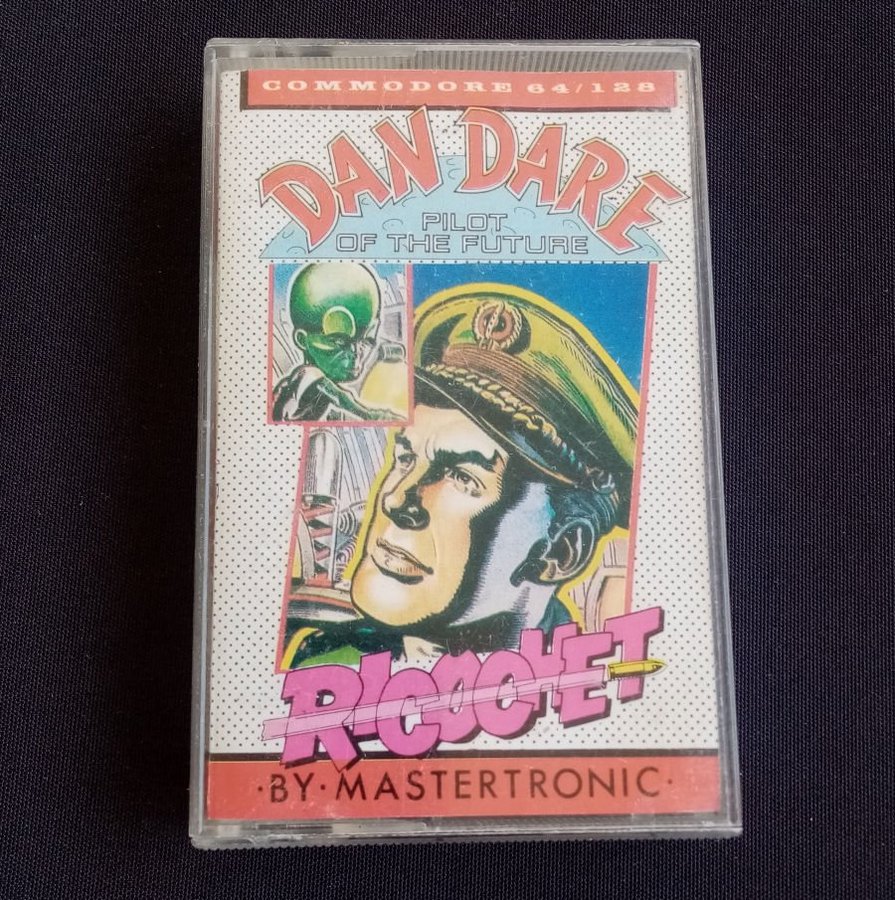 COMMODORE 64/128
DAN DARE
PILOT
OF THE FUTURE
RICOCHET
·BY·MASTERTRONIC·